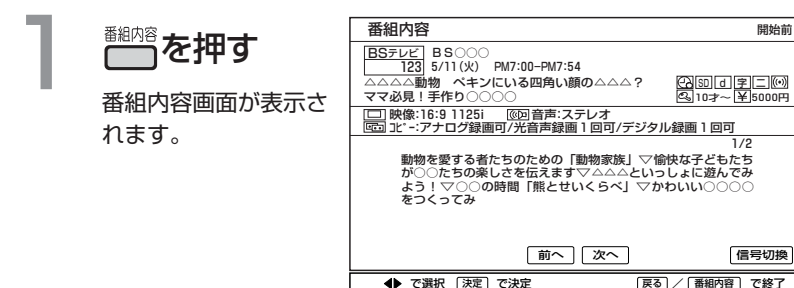 1
番組内容
を押す
番組内容画面が表示さ
れます。
番組内容 開始前
BSテレビ BS○○○
123 5/11(火) PM7:00-PM7:54
△△△△動物 ペキンにいる四角い顔の△△△?
SD d 字 二
ママ必見!手作り○○○○
10才~ ¥5000円
映像:16:9 1125i 音声:ステレオ
コピー:アナログ録画可/光音声録画1回可/デジタル録画1回可
1/2
動物を愛する者たちのための「動物家族」▽愉快な子どもたち
が○○たちの楽しさを伝えます▽△△△といっしょに遊んでみ
よう!▽○○の時間「熊とせいくらべ」▽かわいい○○○○
をつくってみ
前へ 次へ 信号切換
◀▶ で選択 決定 で決定 戻る / 番組内容 で終了